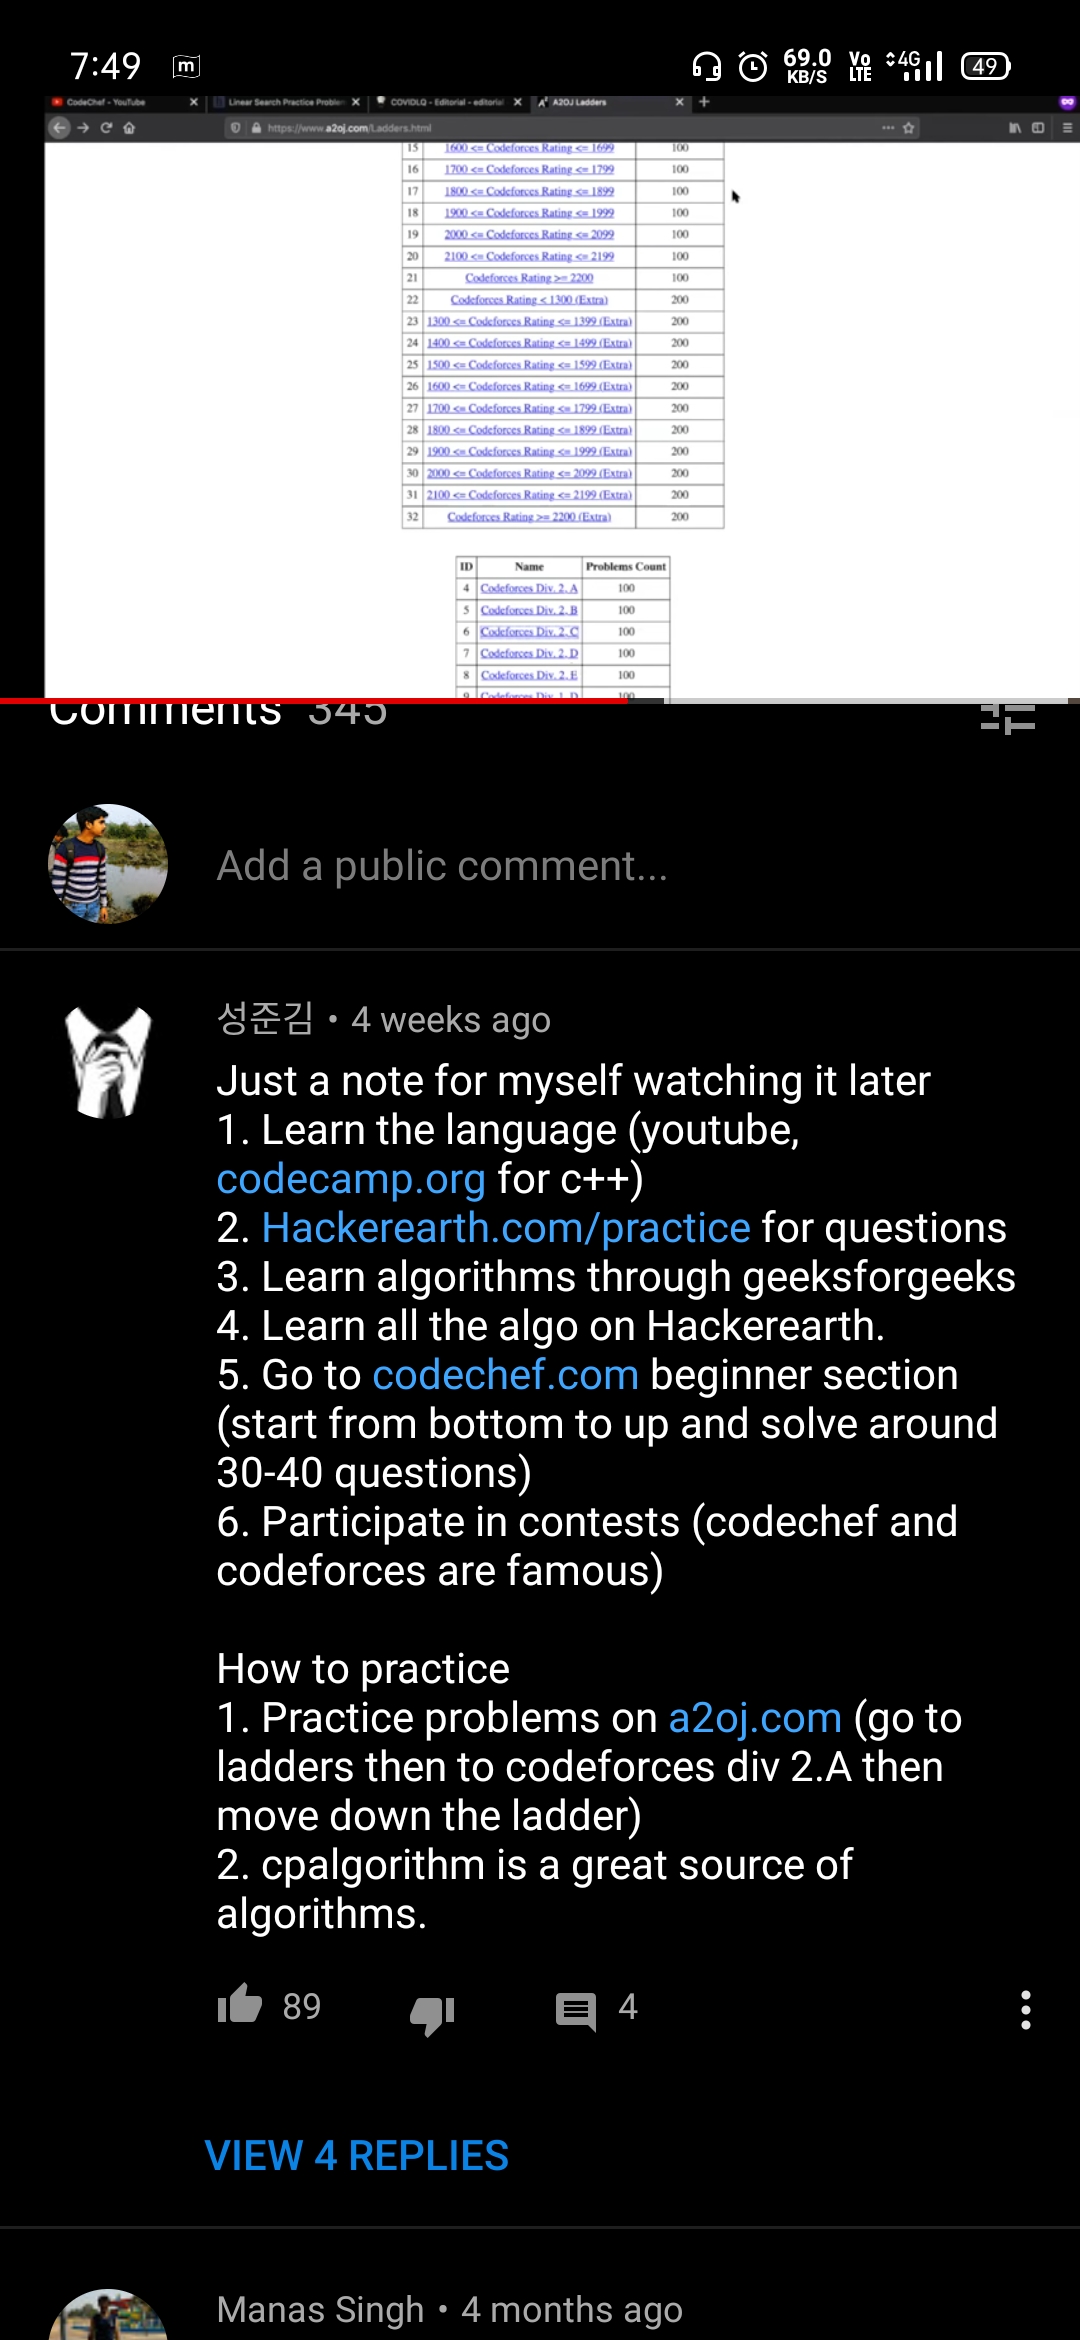 7:49 m 69.0 KB/S Vo LTE 4G 49
CodeChef - YouTube Linear Search Practice Problem COVIDLQ - Editorial - editorial A2OJ Ladders
https://www.a2oj.com/Ladders.html
15 1600 <= Codeforces Rating <= 1699 100
16 1700 <= Codeforces Rating <= 1799 100
17 1800 <= Codeforces Rating <= 1899 100
18 1900 <= Codeforces Rating <= 1999 100
19 2000 <= Codeforces Rating <= 2099 100
20 2100 <= Codeforces Rating <= 2199 100
21 Codeforces Rating >= 2200 100
22 Codeforces Rating < 1300 (Extra) 200
23 1300 <= Codeforces Rating <= 1399 (Extra) 200
24 1400 <= Codeforces Rating <= 1499 (Extra) 200
25 1500 <= Codeforces Rating <= 1599 (Extra) 200
26 1600 <= Codeforces Rating <= 1699 (Extra) 200
27 1700 <= Codeforces Rating <= 1799 (Extra) 200
28 1800 <= Codeforces Rating <= 1899 (Extra) 200
29 1900 <= Codeforces Rating <= 1999 (Extra) 200
30 2000 <= Codeforces Rating <= 2099 (Extra) 200
31 2100 <= Codeforces Rating <= 2199 (Extra) 200
32 Codeforces Rating >= 2200 (Extra) 200
ID Name Problems Count
4 Codeforces Div. 2, A 100
5 Codeforces Div. 2, B 100
6 Codeforces Div. 2, C 100
7 Codeforces Div. 2, D 100
8 Codeforces Div. 2, E 100
9 Codeforces Div. 1, D 100
Comments 345
Add a public comment...
성준김 • 4 weeks ago
Just a note for myself watching it later
1. Learn the language (youtube,
codecamp.org for c++)
2. Hackerearth.com/practice for questions
3. Learn algorithms through geeksforgeeks
4. Learn all the algo on Hackerearth.
5. Go to codechef.com beginner section
(start from bottom to up and solve around
30-40 questions)
6. Participate in contests (codechef and
codeforces are famous)
How to practice
1. Practice problems on a2oj.com (go to
ladders then to codeforces div 2.A then
move down the ladder)
2. cpalgorithm is a great source of
algorithms.
89 4
VIEW 4 REPLIES
Manas Singh • 4 months ago